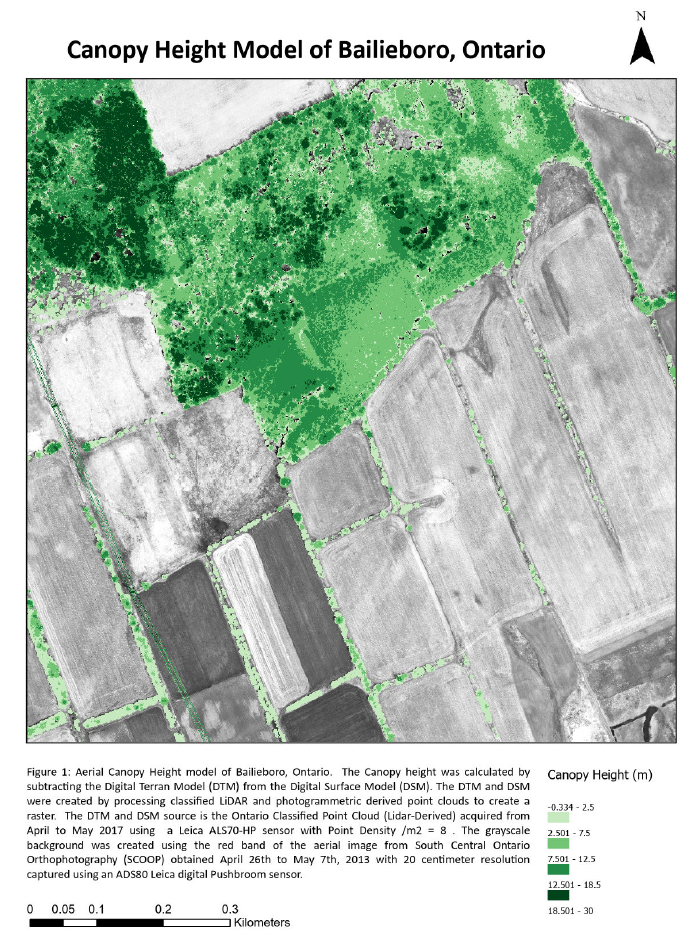 N
Canopy Height Model of Bailieboro, Ontario
Figure 1: Aerial Canopy Height model of Bailieboro, Ontario. The Canopy height was calculated by
subtracting the Digital Terran Model (DTM) from the Digital Surface Model (DSM). The DTM and DSM
were created by processing classified LiDAR and photogrammetric derived point clouds to create a
raster. The DTM and DSM source is the Ontario Classified Point Cloud (Lidar-Derived) acquired from
April to May 2017 using a Leica ALS70-HP sensor with Point Density /m2 = 8 . The grayscale
background was created using the red band of the aerial image from South Central Ontario
Orthophotography (SCOOP) obtained April 26th to May 7th, 2013 with 20 centimeter resolution
captured using an ADS80 Leica digital Pushbroom sensor.
Canopy Height (m)
-0.334 - 2.5
2.501 - 7.5
7.501 - 12.5
12.501 - 18.5
18.501 - 30
0 0.05 0.1 0.2 0.3
Kilometers